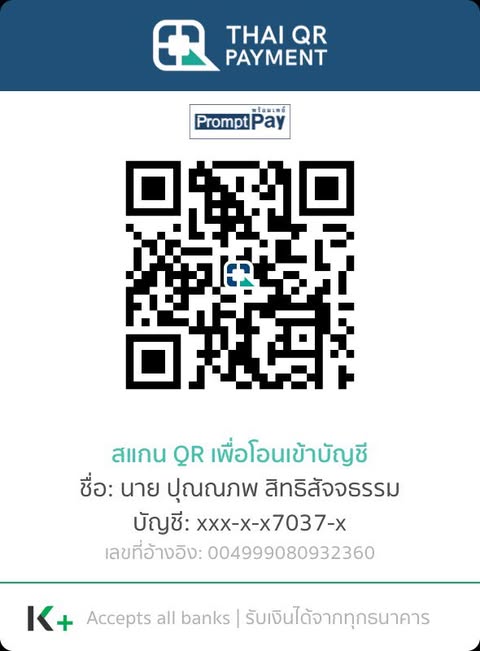 THAI QR
PAYMENT
พร้อมเพย์
PromptPay
สแกน QR เพื่อโอนเข้าบัญชี
ชื่อ: นาย ปุณณภพ สิทธิสัจจธรรม
บัญชี: xxx-x-x7037-x
เลขที่อ้างอิง: 004999080932360
K+ Accepts all banks | รับเงินได้จากทุกธนาคาร